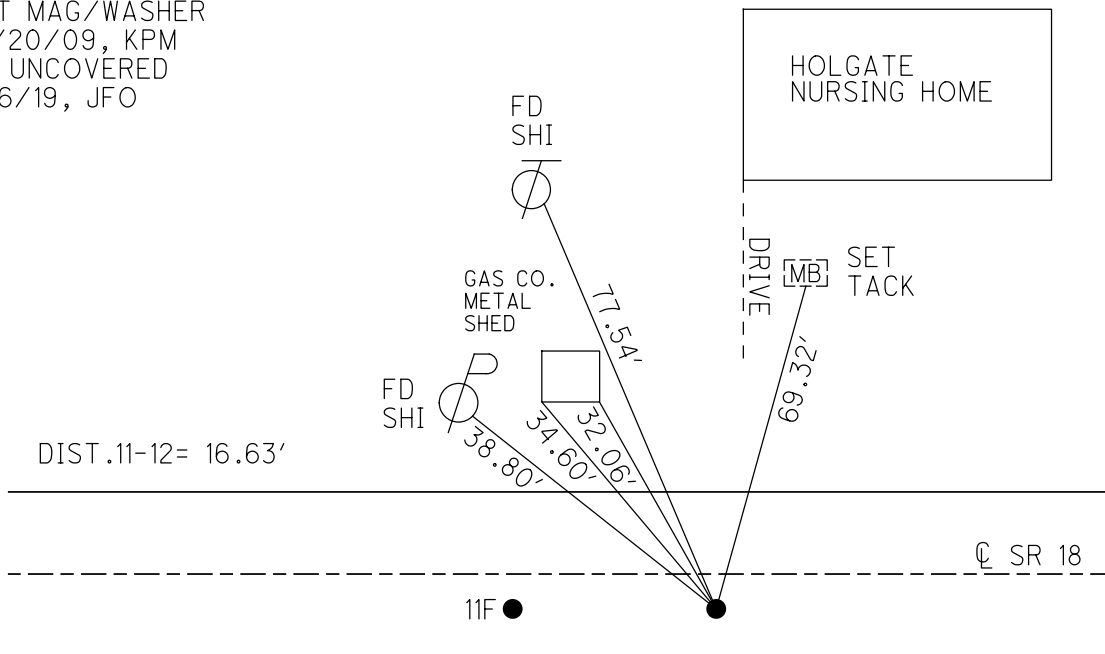 T MAG/WASHER
/20/09, KPM
UNCOVERED
6/19, JFO
HOLGATE
NURSING HOME
FD
SHI
DRIVE
MB
SET
TACK
GAS CO.
METAL
SHED
77.54'
69.32'
FD
SHI
38.80'
34.60'
32.06'
DIST.11-12= 16.63'
℄ SR 18
11F